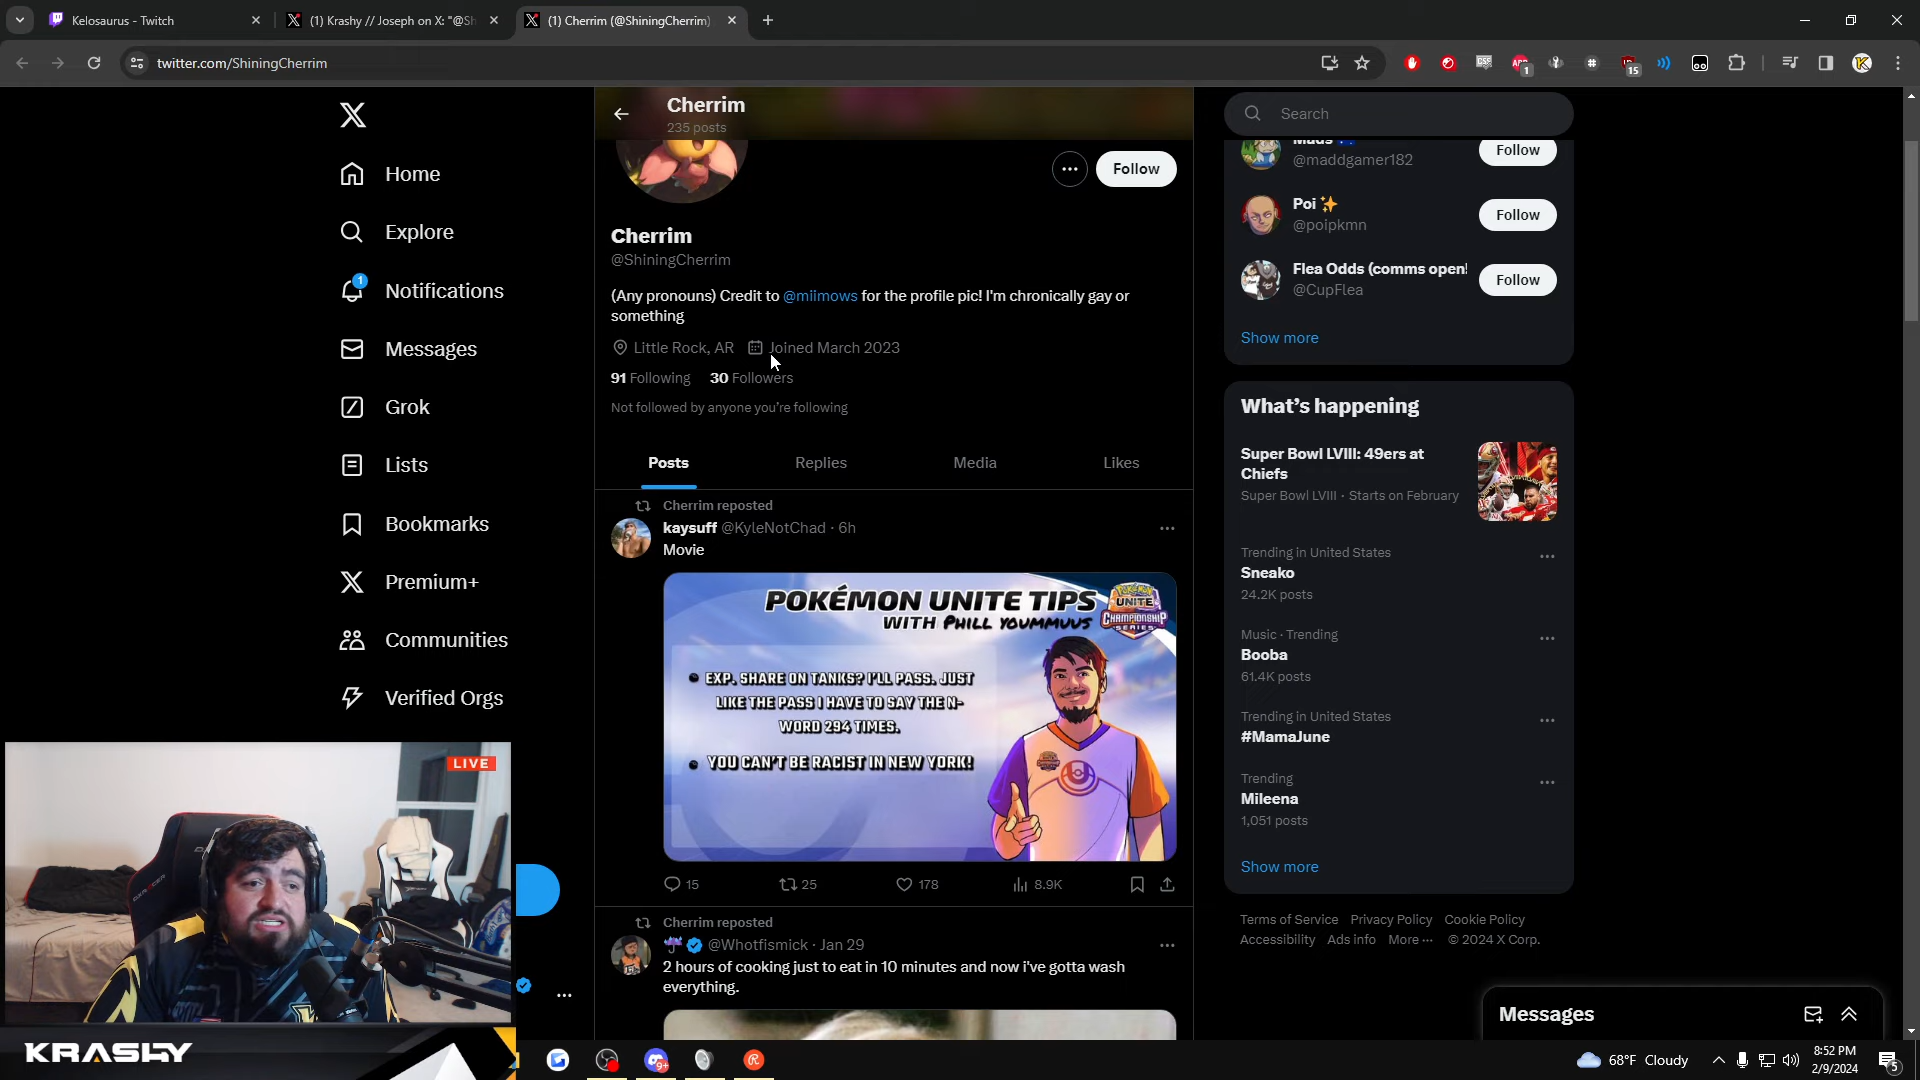 Kelosaurus - Twitch
(1) Krashy // Joseph on X: "@Sh
(1) Cherrim (@ShiningCherrim)
twitter.com/ShiningCherrim
1
15
Home
Explore
1
Notifications
Messages
Grok
Lists
Bookmarks
Premium+
Communities
Verified Orgs
LIVE
KRASHY
Cherrim
235 posts
Follow
Cherrim
@ShiningCherrim
(Any pronouns) Credit to @miimows for the profile pic! I'm chronically gay or
something
Little Rock, AR Joined March 2023
91 Following 30 Followers
Not followed by anyone you're following
Posts Replies Media Likes
Cherrim reposted
kaysuff @KyleNotChad · 6h
Movie
POKÉMON UNITE TIPS
WITH PHILL YOUMMUUS
POKÉMON
UNITE
CHAMPIONSHIP
SERIES
• EXP. SHARE ON TANKS? I'LL PASS. JUST
LIKE THE PASS I HAVE TO SAY THE N-
WORD 294 TIMES.
• YOU CAN'T BE RACIST IN NEW YORK!
15 25 178 8.9K
Cherrim reposted
☔ @Whotfismick · Jan 29
2 hours of cooking just to eat in 10 minutes and now i've gotta wash
everything.
Search
Mads
@maddgamer182
Follow
Poi ✨
@poipkmn
Follow
Flea Odds (comms open!
@CupFlea
Follow
Show more
What's happening
Super Bowl LVIII: 49ers at
Chiefs
Super Bowl LVIII · Starts on February
Trending in United States
Sneako
24.2K posts
Music · Trending
Booba
61.4K posts
Trending in United States
#MamaJune
Trending
Mileena
1,051 posts
Show more
Terms of Service Privacy Policy Cookie Policy
Accessibility Ads info More ··· © 2024 X Corp.
Messages
9+
68°F Cloudy
8:52 PM
2/9/2024
5